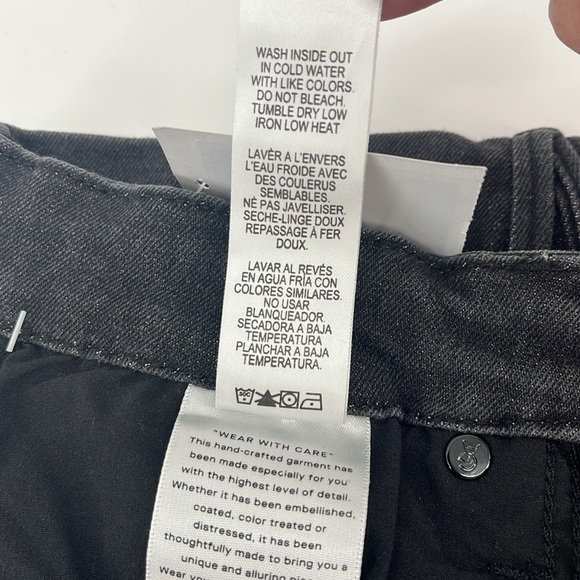 WASH INSIDE OUT
IN COLD WATER
WITH LIKE COLORS.
DO NOT BLEACH.
TUMBLE DRY LOW
IRON LOW HEAT
LAVÈR A L'ENVERS
L'EAU FROIDE AVEC
DES COULERUS
SEMBLABLES.
NÉ PAS JAVELLISER.
SECHE-LINGE DOUX
REPASSAGE À FER
DOUX.
LAVAR AL REVÉS
EN AGUA FRÍA CON
COLORES SIMILARES.
NO USAR
BLANQUEADOR.
SECADORA A BAJA
TEMPERATURA
PLANCHAR A BAJA
TEMPERATURA.
"WEAR WITH CARE"
This hand-crafted garment has
been made especially for you
with the highest level of detail.
Whether it has been embellished,
coated, color treated or
distressed, it has been
thoughtfully made to bring you a
unique and alluring
Wear